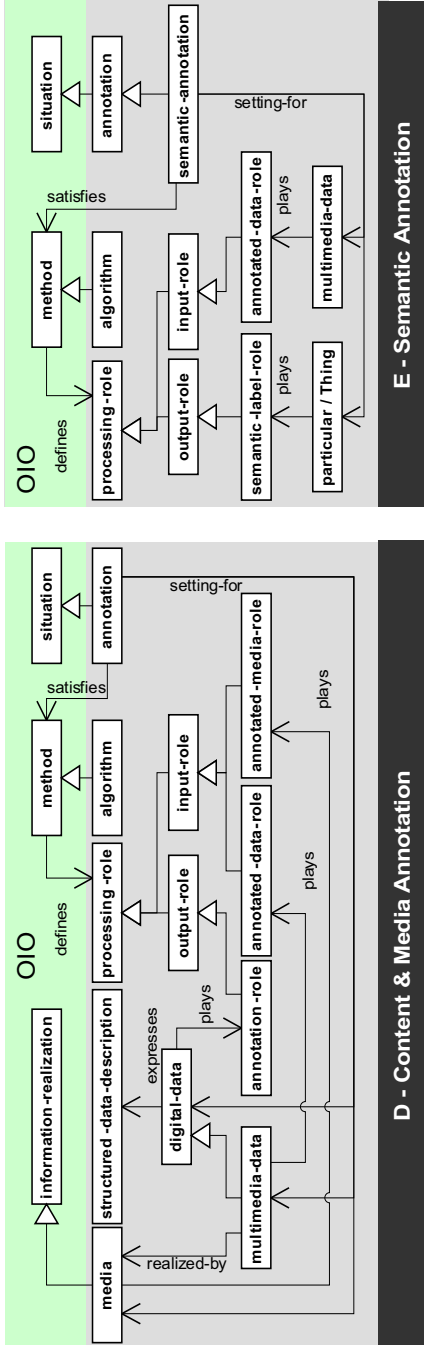 OIO
defines
satisfies
information-realization
method
situation
media
structured -data-description
processing -role
algorithm
annotation
setting-for
realized-by
expresses
digital-data
plays
output -role
input-role
multimedia-data
annotation -role
annotated -data-role
annotated -media-role
plays
plays
D - Content & Media Annotation
OIO
defines
satisfies
method
situation
processing -role
algorithm
annotation
output-role
input-role
semantic -annotation
setting-for
semantic-label-role
annotated -data-role
plays
plays
particular / Thing
multimedia-data
E - Semantic Annotation